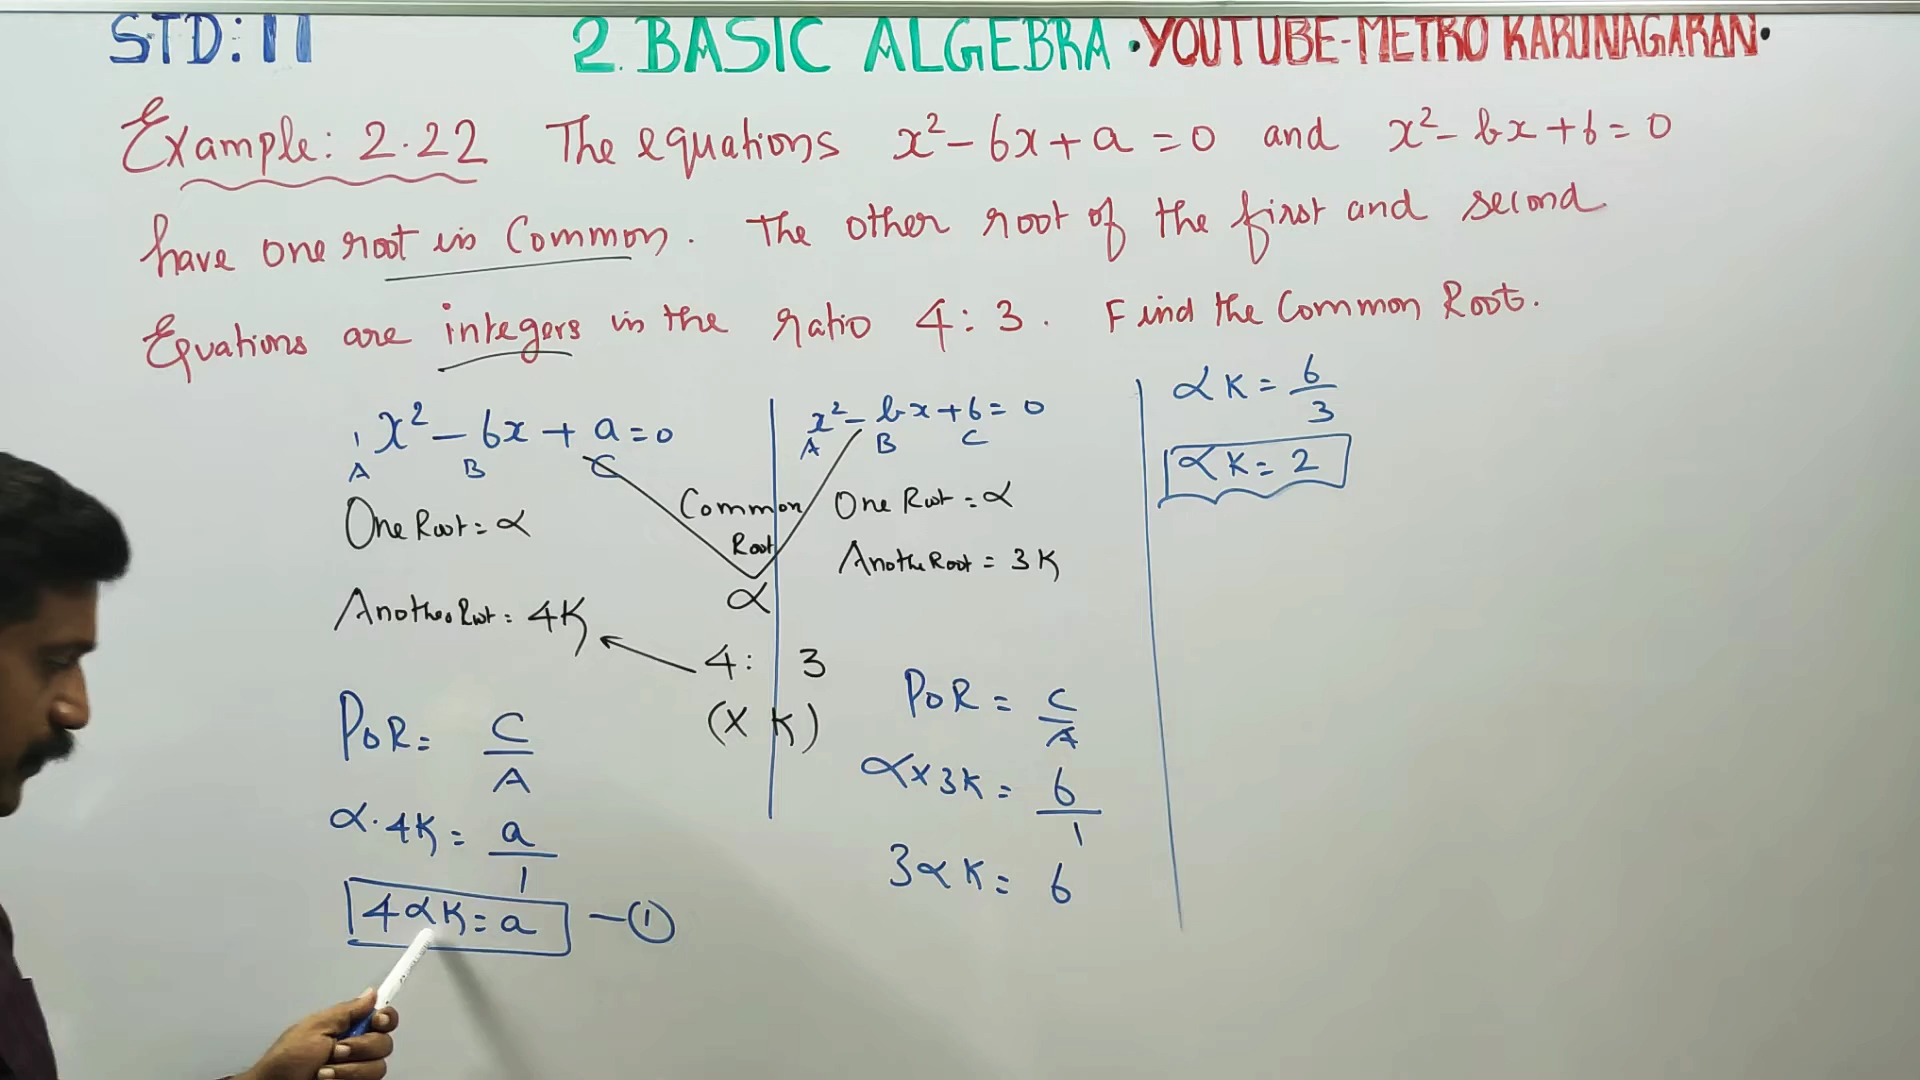 STD: 11 2. BASIC ALGEBRA · YOUTUBE-METRO KARUNAGARAN·
Example: 2.22 The equations x² - 6x + a = 0 and x² - bx + 6 = 0
have one root in Common. The other root of the first and second
Equations are integers in the ratio 4 : 3. Find the Common Root.
1x² - 6x + a = 0
A B C
One Root = α
Another Root = 4K
PoR = C/A
α · 4K = a/1
4αK = a — ①
Common
Root
α
4 : 3
(× K)
x² - bx + 6 = 0
A B C
One Root = α
Anothe Root = 3K
PoR = C/A
α × 3K = 6/1
3αK = 6
αK = 6/3
αK = 2